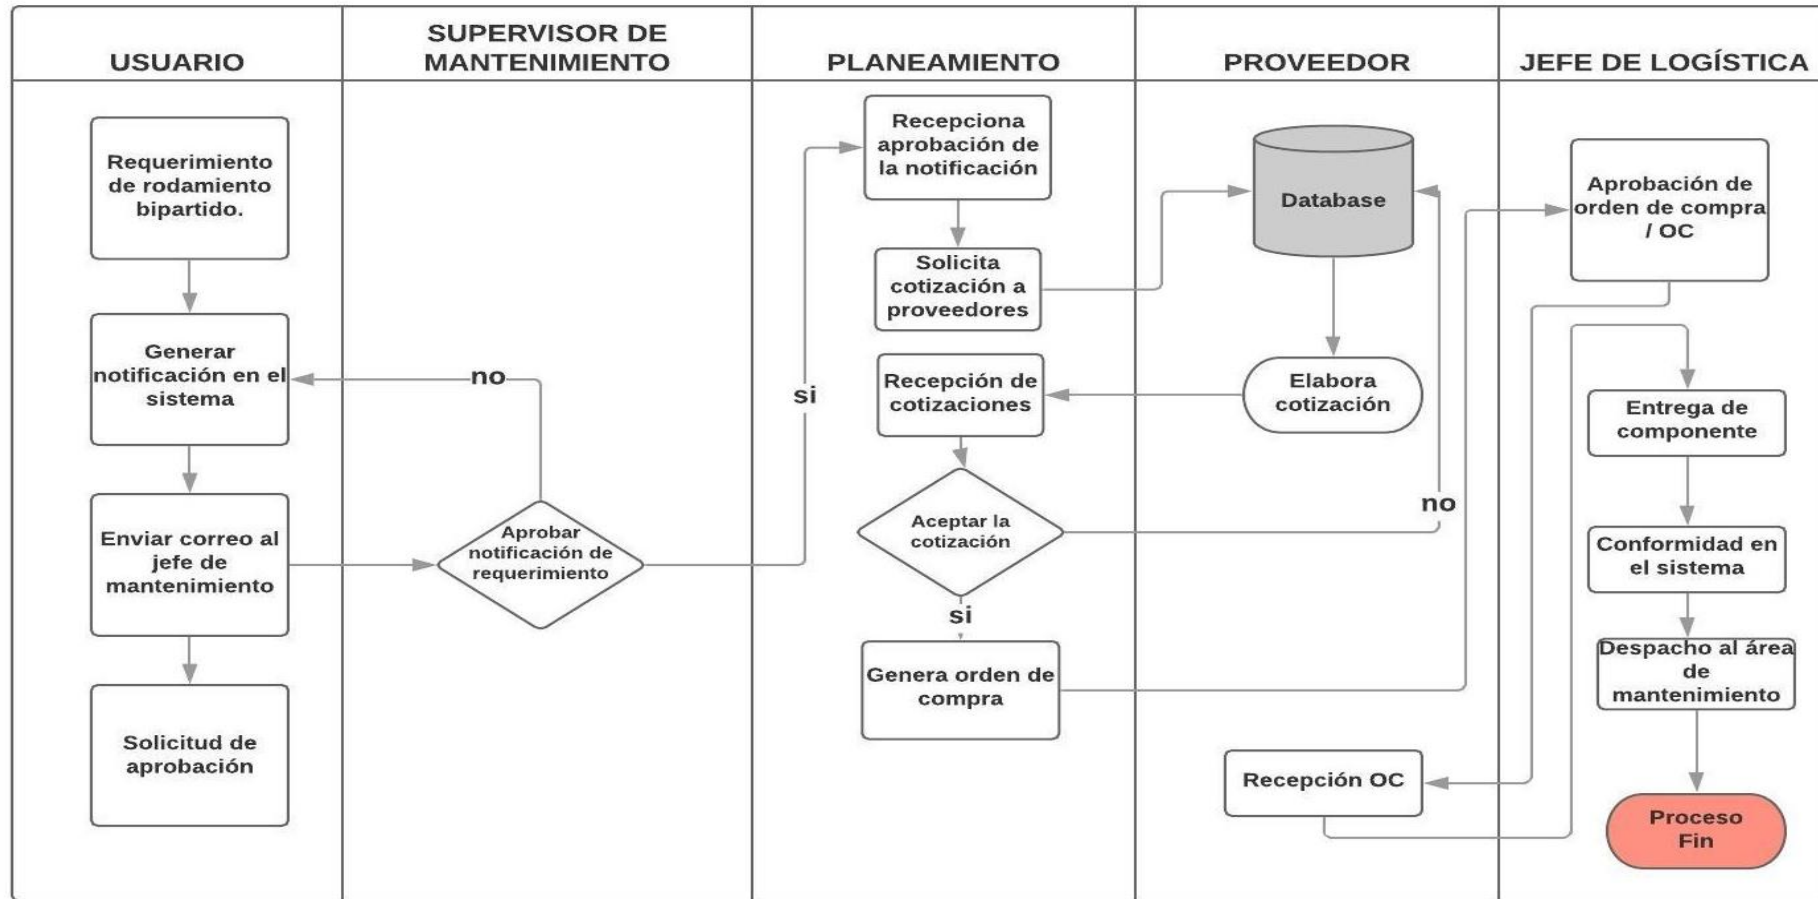 USUARIO
SUPERVISOR DE
MANTENIMIENTO
PLANEAMIENTO
PROVEEDOR
JEFE DE LOGÍSTICA
Requerimiento
de rodamiento
bipartido.
Generar
notificación en el
sistema
Enviar correo al
jefe de
mantenimiento
Solicitud de
aprobación
no
Aprobar
notificación de
requerimiento
si
Recepciona
aprobación de
la notificación
Solicita
cotización a
proveedores
Recepción de
cotizaciones
Aceptar la
cotización
si
Genera orden de
compra
Database
Elabora
cotización
no
Recepción OC
Aprobación de
orden de compra
/ OC
Entrega de
componente
Conformidad en
el sistema
Despacho al área
de
mantenimiento
Proceso
Fin